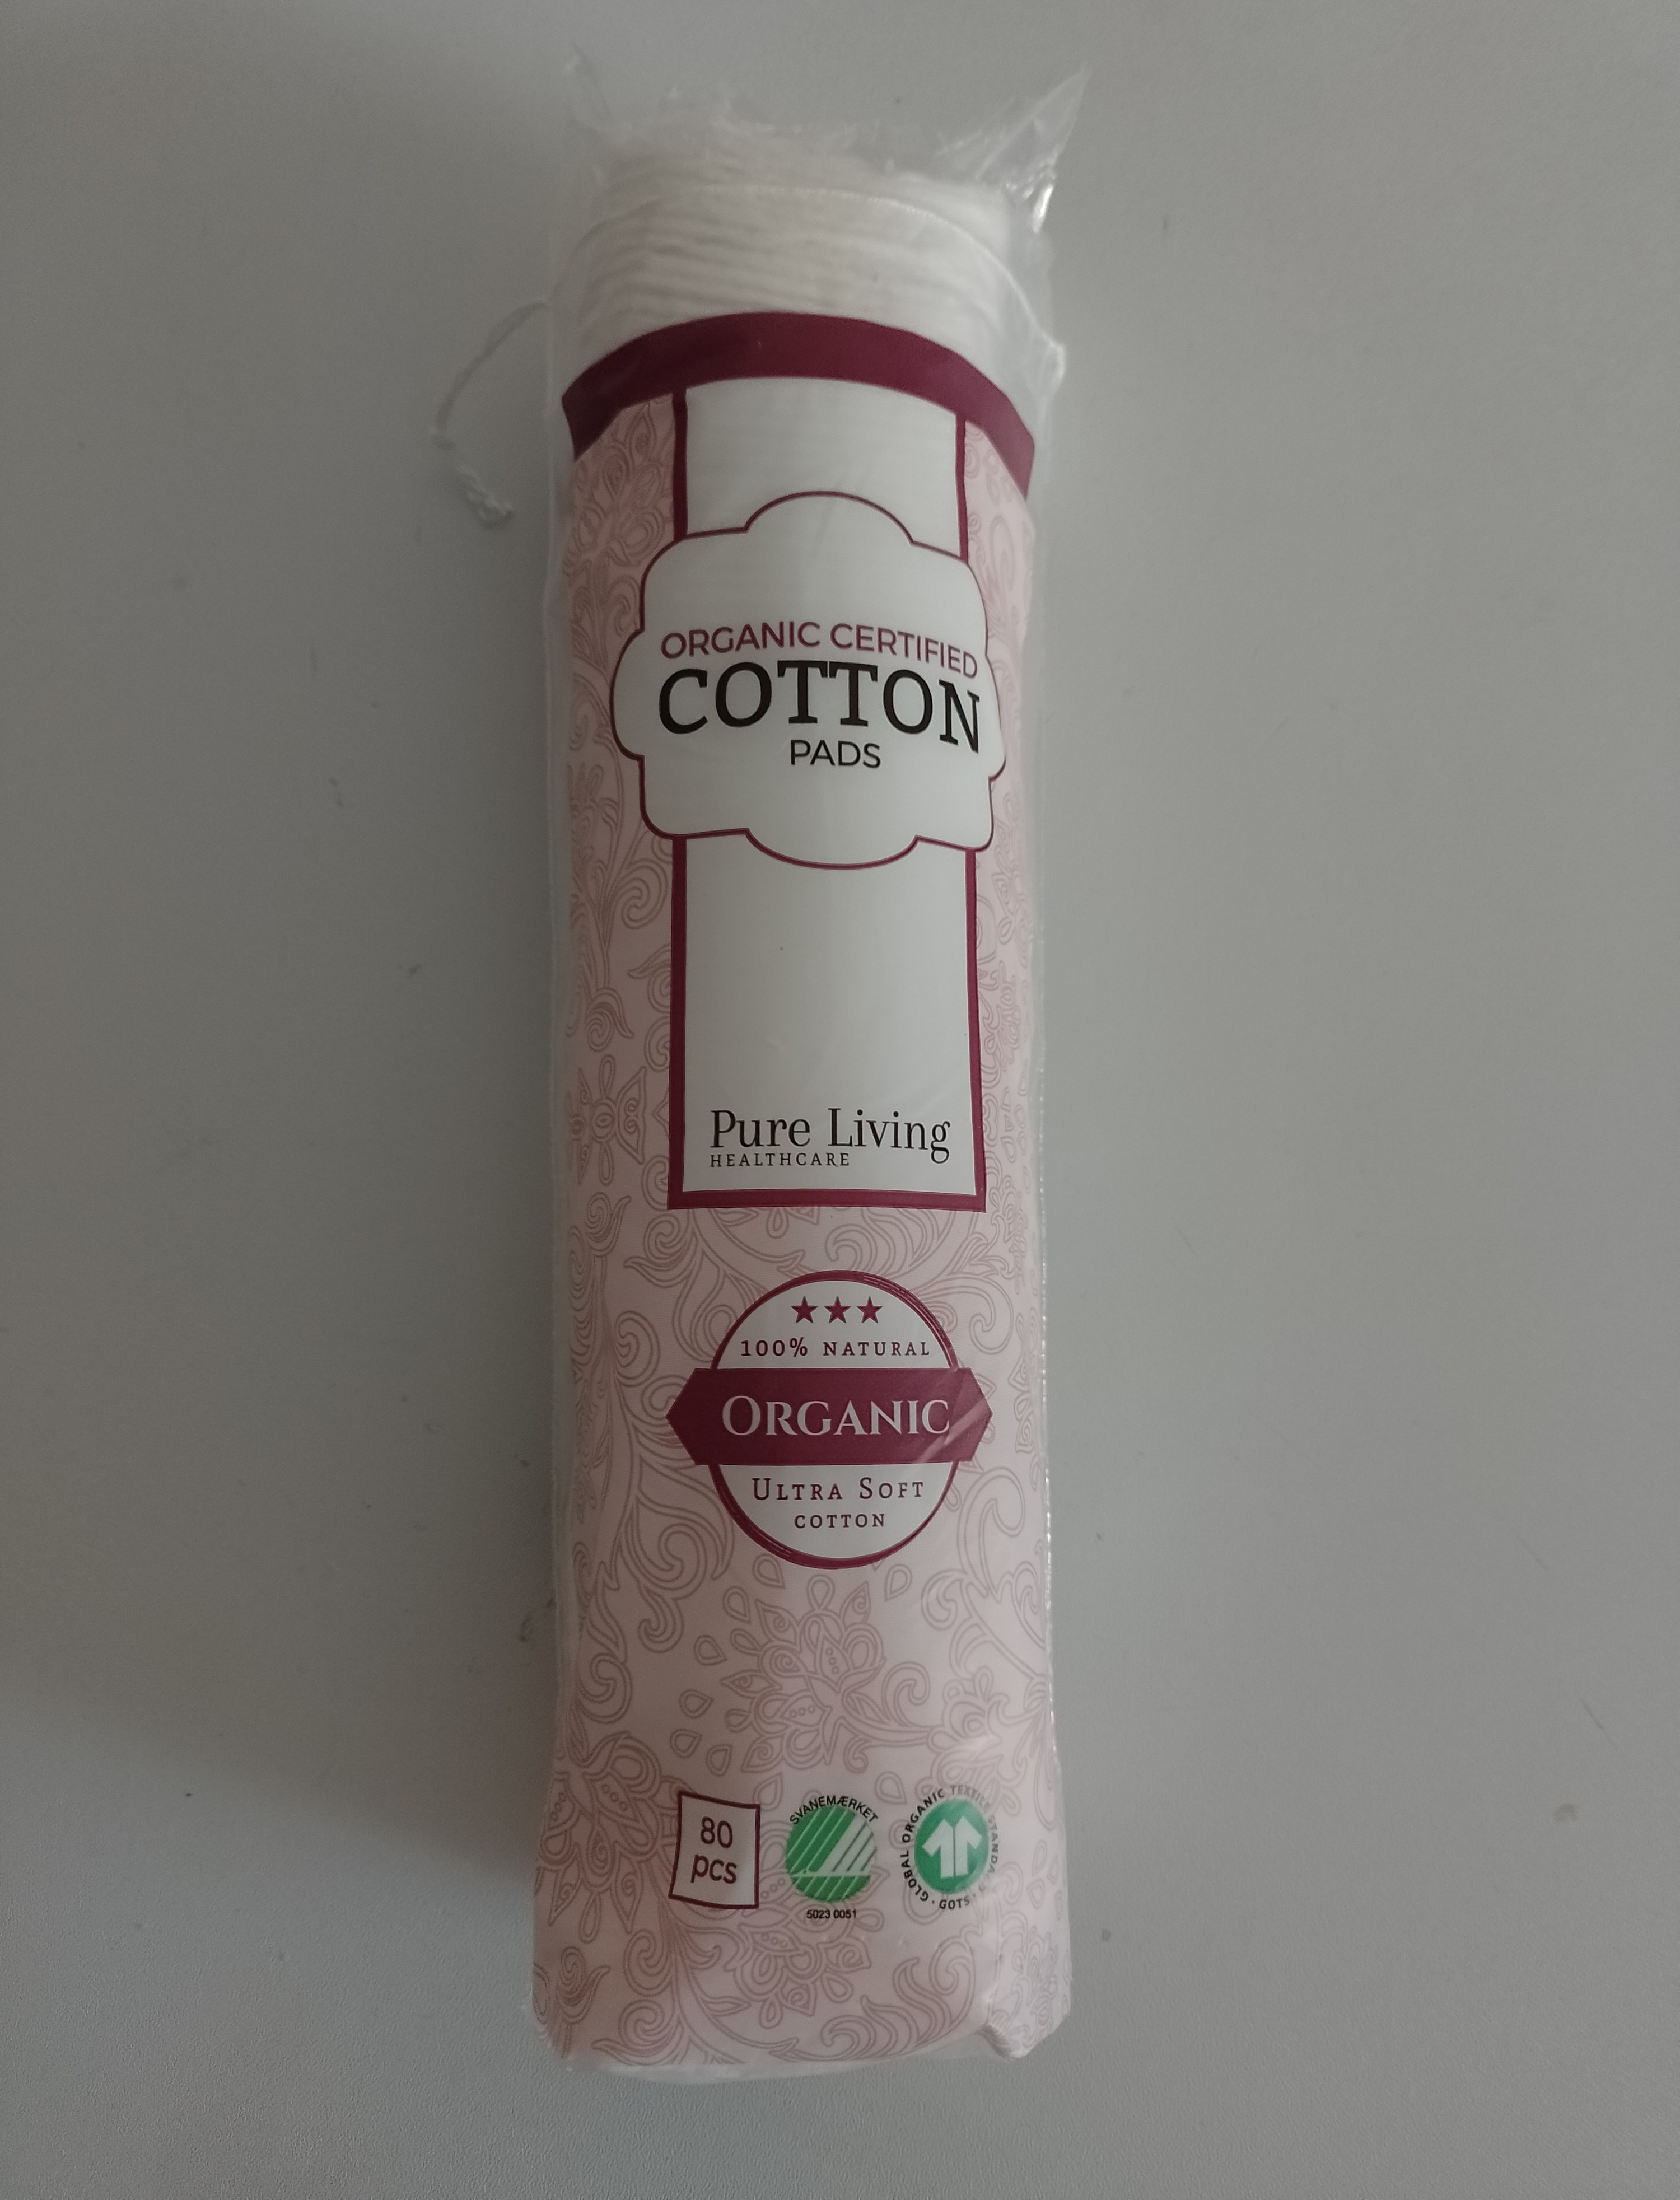 ORGANIC CERTIFIED
COTTON
PADS
Pure Living
HEALTHCARE
100% NATURAL
ORGANIC
ULTRA SOFT
COTTON
80
pcs
SVANEMÆRKET
5023 0051
GLOBAL ORGANIC TEXTILE STANDARD · GOTS ·